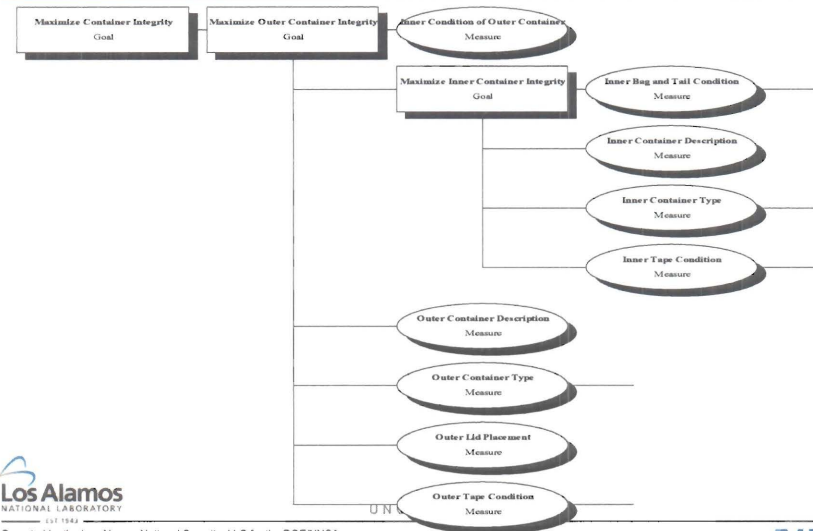 Maximize Container Integrity
Goal
Maximize Outer Container Integrity
Goal
Inner Condition of Outer Container
Measure
Maximize Inner Container Integrity
Goal
Inner Bag and Tail Condition
Measure
Inner Container Description
Measure
Inner Container Type
Measure
Inner Tape Condition
Measure
Outer Container Description
Measure
Outer Container Type
Measure
Outer Lid Placement
Measure
Outer Tape Condition
Measure
Los Alamos
NATIONAL LABORATORY
EST 1943